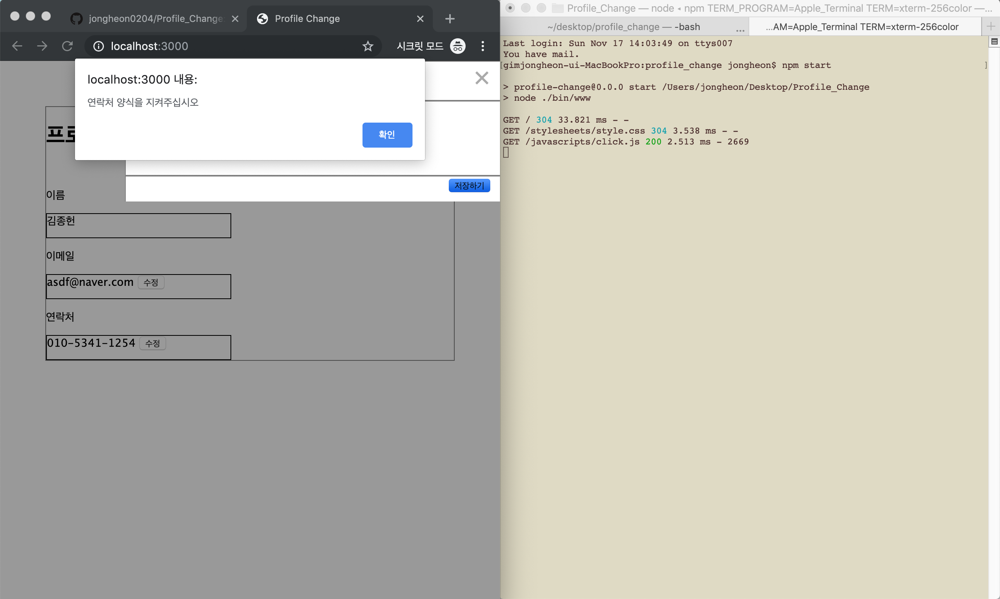 jongheon0204/Profile_Change
Profile Change
localhost:3000
시크릿 모드
localhost:3000 내용:
연락처 양식을 지켜주십시오
확인
저장하기
이름
김종헌
이메일
asdf@naver.com 수정
연락처
010-5341-1254 수정
Profile_Change — node ◂ npm TERM_PROGRAM=Apple_Terminal TERM=xterm-256color —...
~/desktop/profile_change — -bash ...
...AM=Apple_Terminal TERM=xterm-256color
Last login: Sun Nov 17 14:03:49 on ttys007
You have mail.
[gimjongheon-ui-MacBookPro:profile_change jongheon$ npm start ]
> profile-change@0.0.0 start /Users/jongheon/Desktop/Profile_Change
> node ./bin/www
GET / 304 33.821 ms - -
GET /stylesheets/style.css 304 3.538 ms - -
GET /javascripts/click.js 200 2.513 ms - 2669